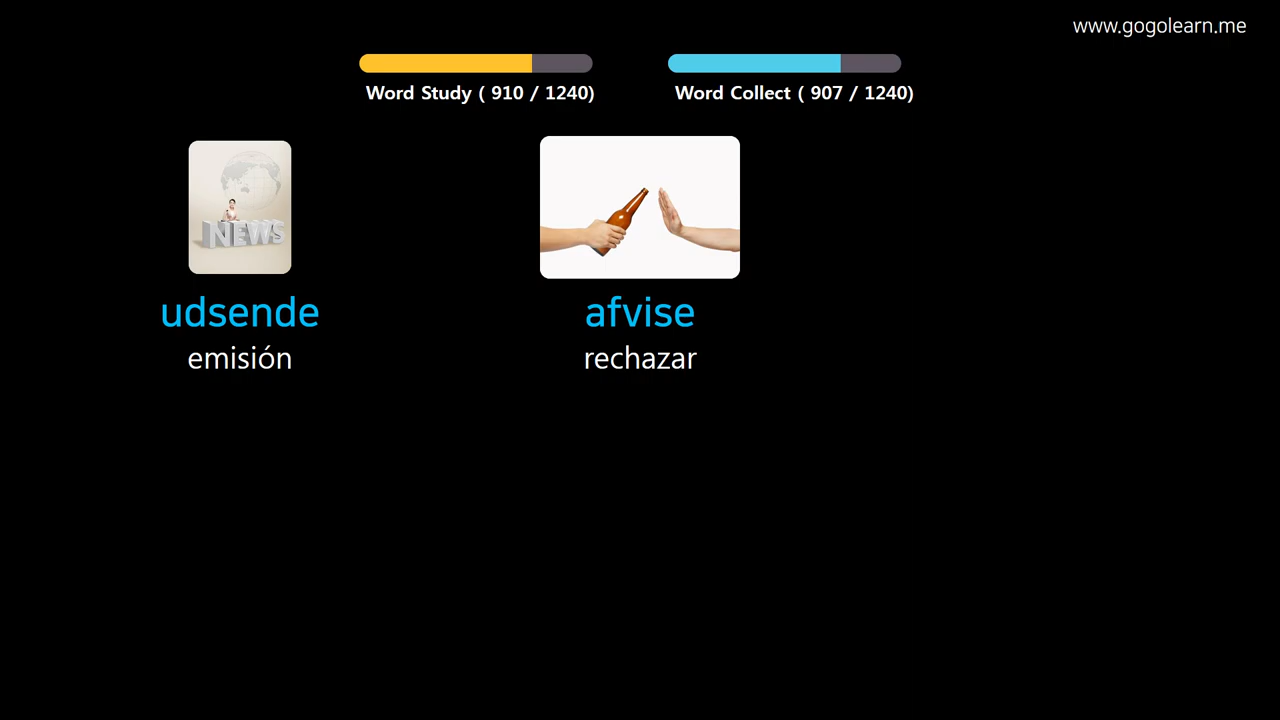 www.gogolearn.me
Word Study ( 910 / 1240)
Word Collect ( 907 / 1240)
NEWS
udsende
afvise
emisión
rechazar